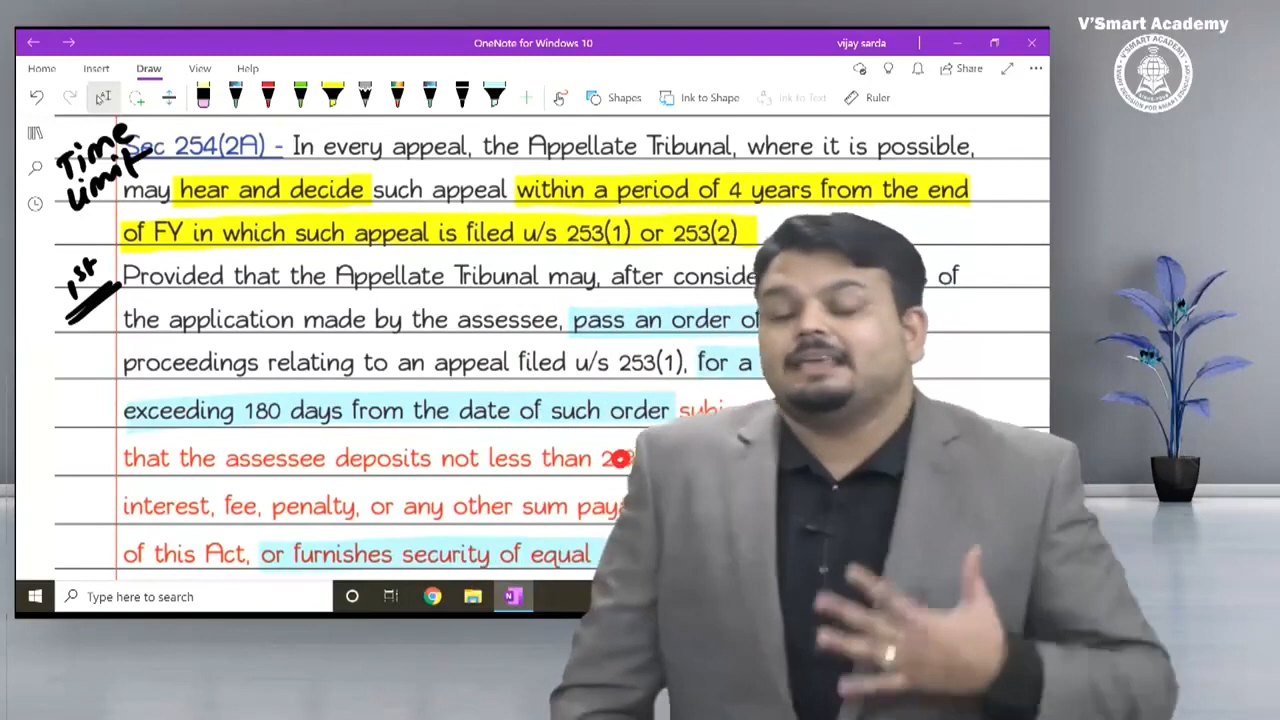 V'Smart Academy
OneNote for Windows 10
vijay sarda
Home Insert Draw View Help
Share
Shapes Ink to Shape Ink to Text Ruler
Time Limit
Sec 254(2A) - In every appeal, the Appellate Tribunal, where it is possible,
may hear and decide such appeal within a period of 4 years from the end
of FY in which such appeal is filed u/s 253(1) or 253(2)
1st
Provided that the Appellate Tribunal may, after of
the application made by the assessee, pass an order
proceedings relating to an appeal filed u/s 253(1), for a
exceeding 180 days from the date of such order
that the assessee deposits not less than
interest, fee, penalty, or any other sum
of this Act, or furnishes security of equal
Type here to search